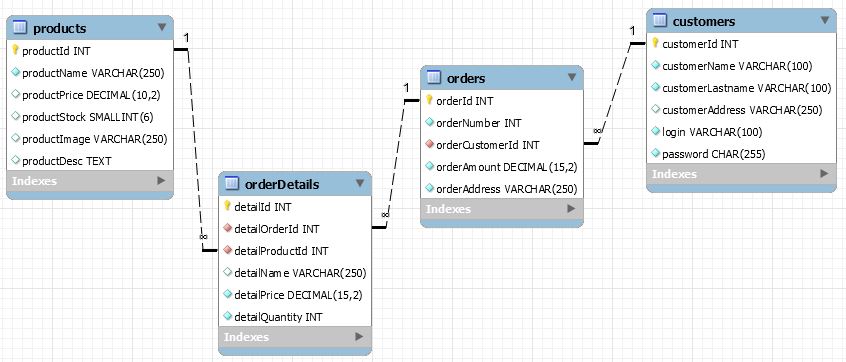 products
productId INT
productName VARCHAR(250)
productPrice DECIMAL(10,2)
productStock SMALLINT(6)
productImage VARCHAR(250)
productDesc TEXT
Indexes
1
∞
orderDetails
detailId INT
detailOrderId INT
detailProductId INT
detailName VARCHAR(250)
detailPrice DECIMAL(15,2)
detailQuantity INT
Indexes
1
∞
orders
orderId INT
orderNumber INT
orderCustomerId INT
orderAmount DECIMAL(15,2)
orderAddress VARCHAR(250)
Indexes
1
∞
customers
customerId INT
customerName VARCHAR(100)
customerLastname VARCHAR(100)
customerAddress VARCHAR(250)
login VARCHAR(100)
password CHAR(255)
Indexes